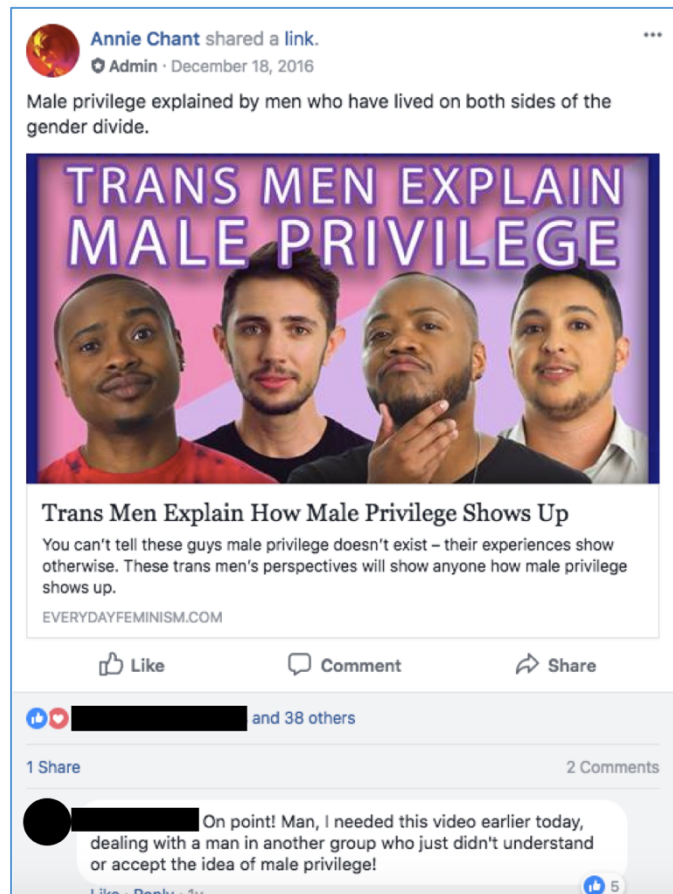 Annie Chant shared a link.
Admin · December 18, 2016
Male privilege explained by men who have lived on both sides of the
gender divide.
TRANS MEN EXPLAIN
MALE PRIVILEGE
Trans Men Explain How Male Privilege Shows Up
You can't tell these guys male privilege doesn't exist – their experiences show
otherwise. These trans men's perspectives will show anyone how male privilege
shows up.
EVERYDAYFEMINISM.COM
Like Comment Share
and 38 others
1 Share 2 Comments
On point! Man, I needed this video earlier today,
dealing with a man in another group who just didn't understand
or accept the idea of male privilege!
Like · Reply · 1y 5